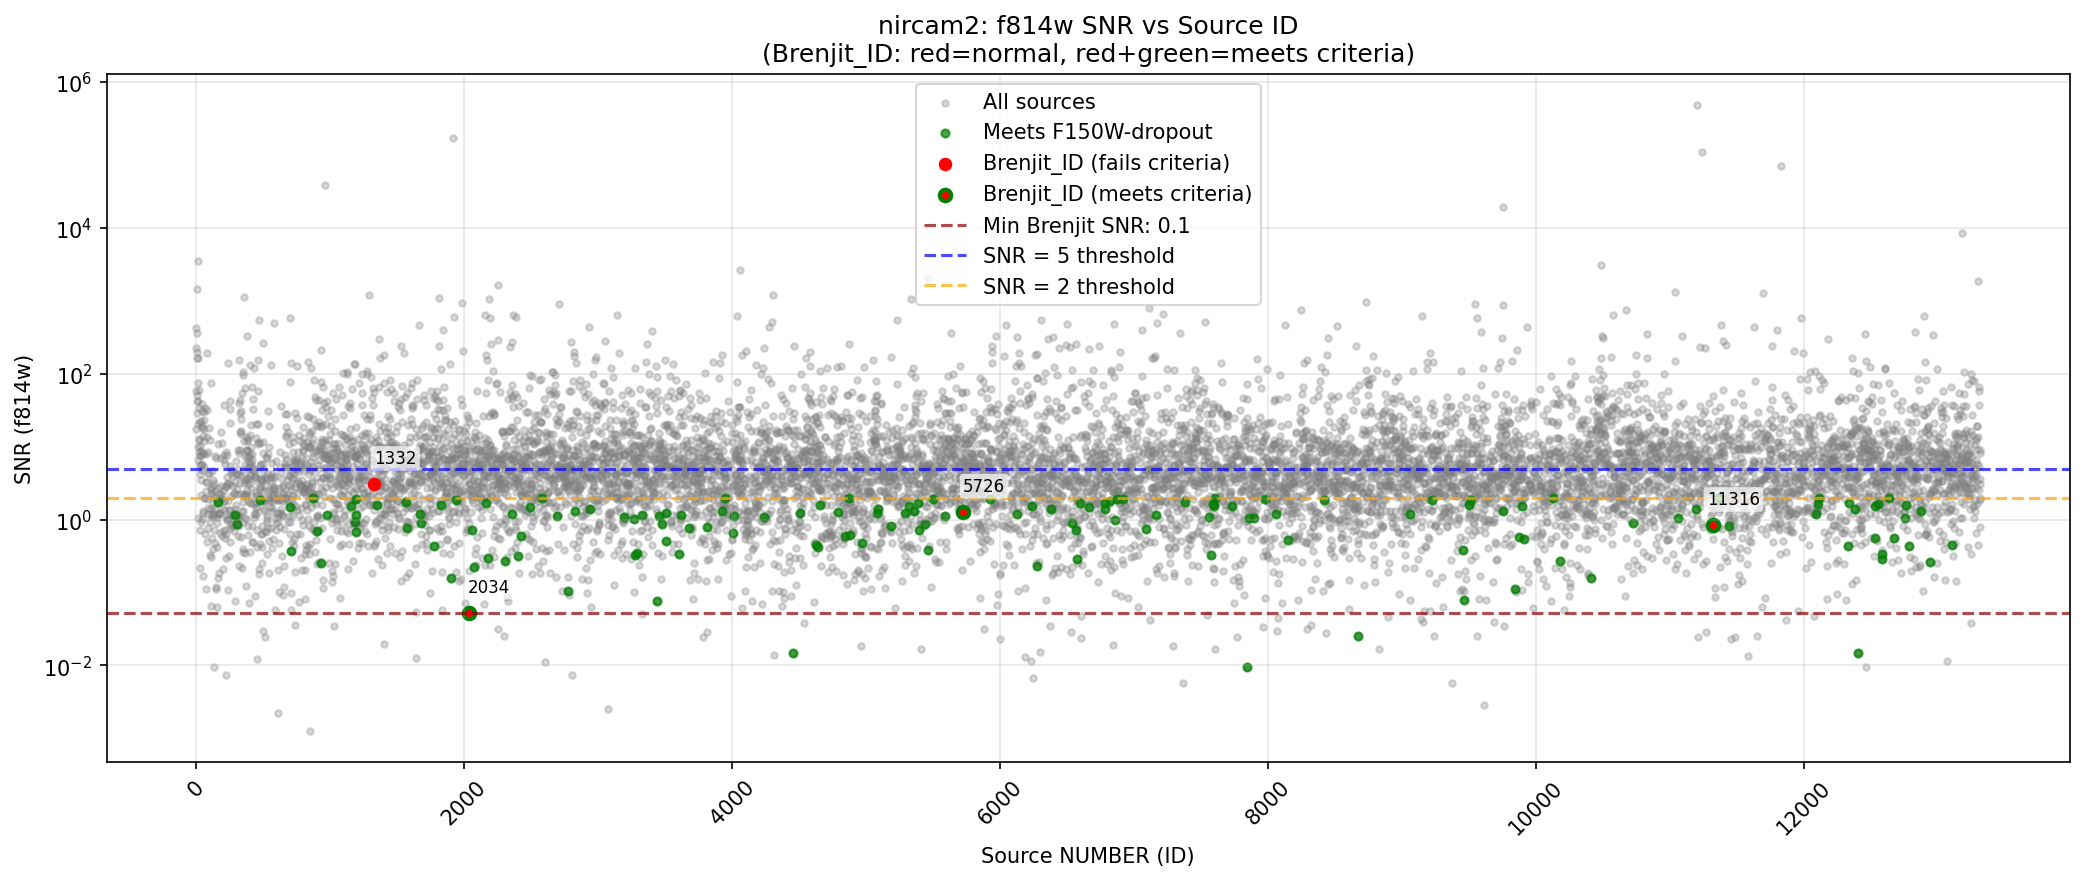 nircam2: f814w SNR vs Source ID
(Brenjit_ID: red=normal, red+green=meets criteria)
All sources
Meets F150W-dropout
Brenjit_ID (fails criteria)
Brenjit_ID (meets criteria)
Min Brenjit SNR: 0.1
SNR = 5 threshold
SNR = 2 threshold
SNR (f814w)
10⁶
10⁴
10²
10⁰
10⁻²
1332
5726
11316
2034
0
2000
4000
6000
8000
10000
12000
Source NUMBER (ID)